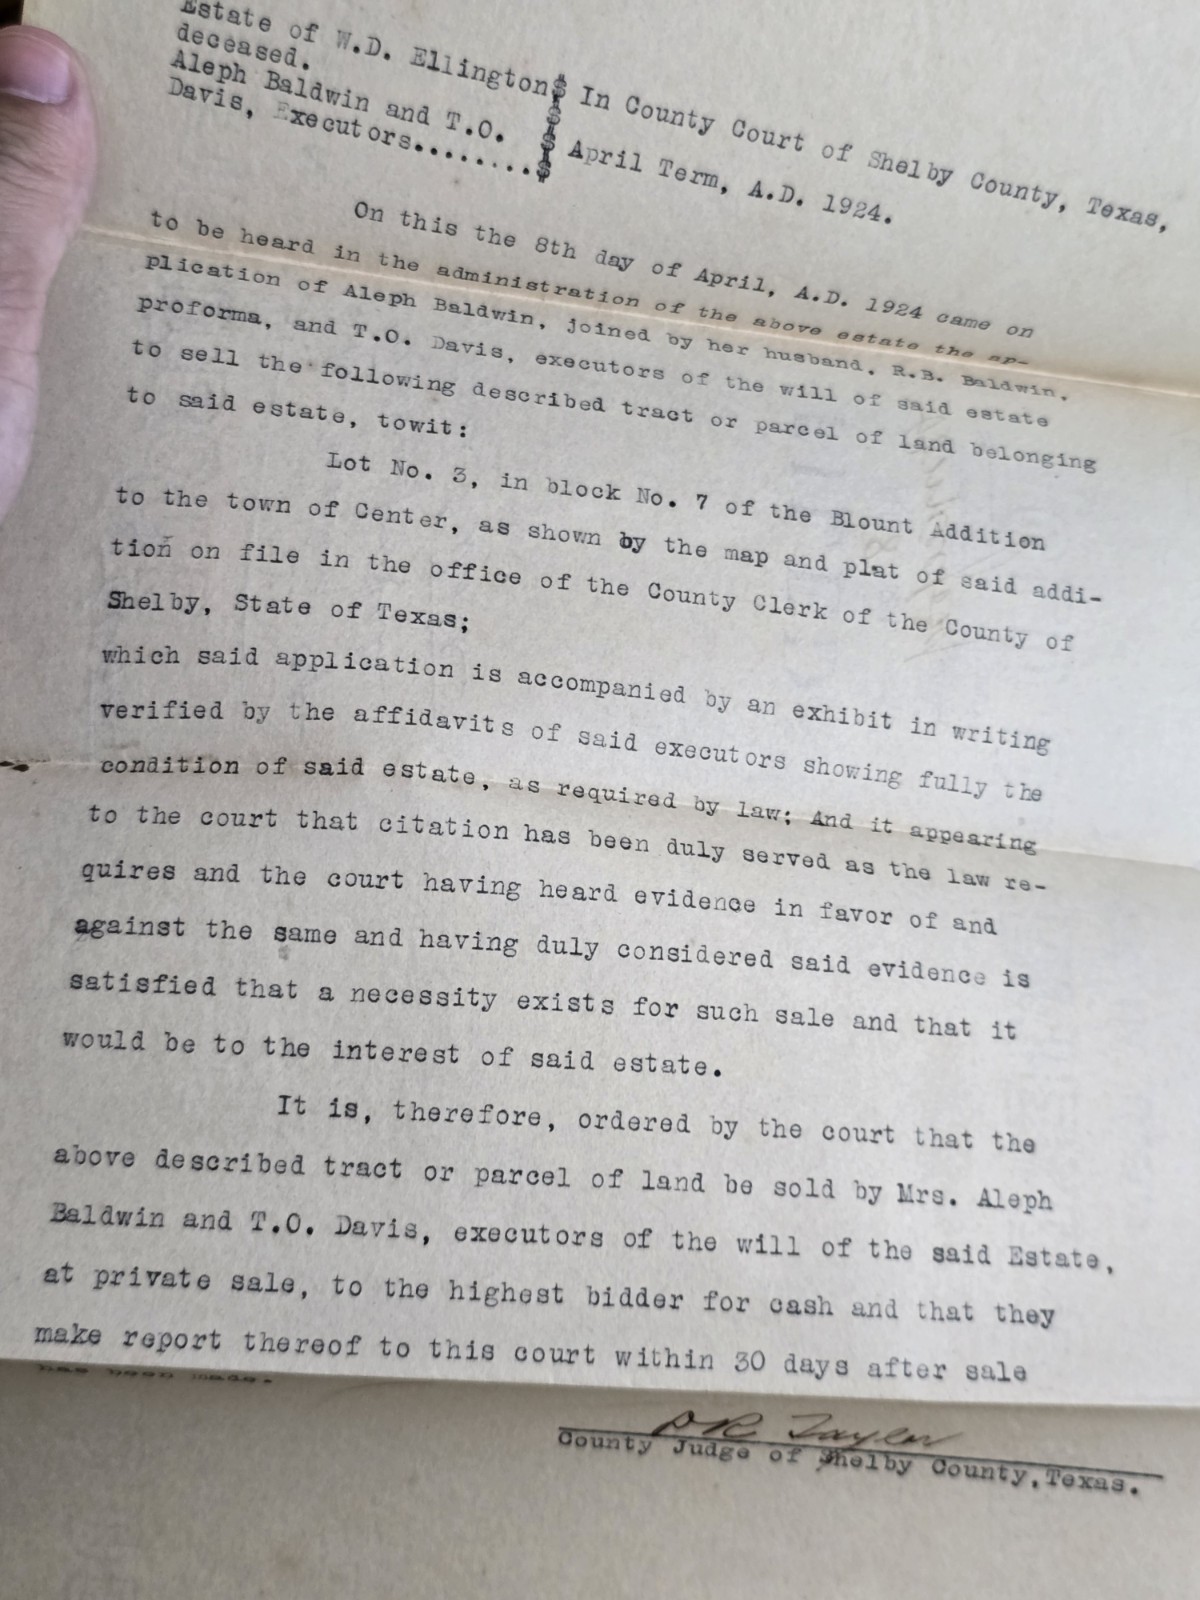 Estate of W.D. Ellington$ In County Court of Shelby County, Texas,
deceased. $
Aleph Baldwin and T.O. $ April Term, A.D. 1924.
Davis, Executors........$
On this the 8th day of April, A.D. 1924 came on
to be heard in the administration of the above estate the ap-
plication of Aleph Baldwin, joined by her husband, R.B. Baldwin,
proforma, and T.O. Davis, executors of the will of said estate
to sell the following described tract or parcel of land belonging
to said estate, towit:
Lot No. 3, in block No. 7 of the Blount Addition
to the town of Center, as shown by the map and plat of said addi-
tion on file in the office of the County Clerk of the County of
Shelby, State of Texas;
which said application is accompanied by an exhibit in writing
verified by the affidavits of said executors showing fully the
condition of said estate, as required by law; And it appearing
to the court that citation has been duly served as the law re-
quires and the court having heard evidence in favor of and
against the same and having duly considered said evidence is
satisfied that a necessity exists for such sale and that it
would be to the interest of said estate.
It is, therefore, ordered by the court that the
above described tract or parcel of land be sold by Mrs. Aleph
Baldwin and T.O. Davis, executors of the will of the said Estate,
at private sale, to the highest bidder for cash and that they
make report thereof to this court within 30 days after sale
has been made.
D R Taylor
County Judge of Shelby County, Texas.